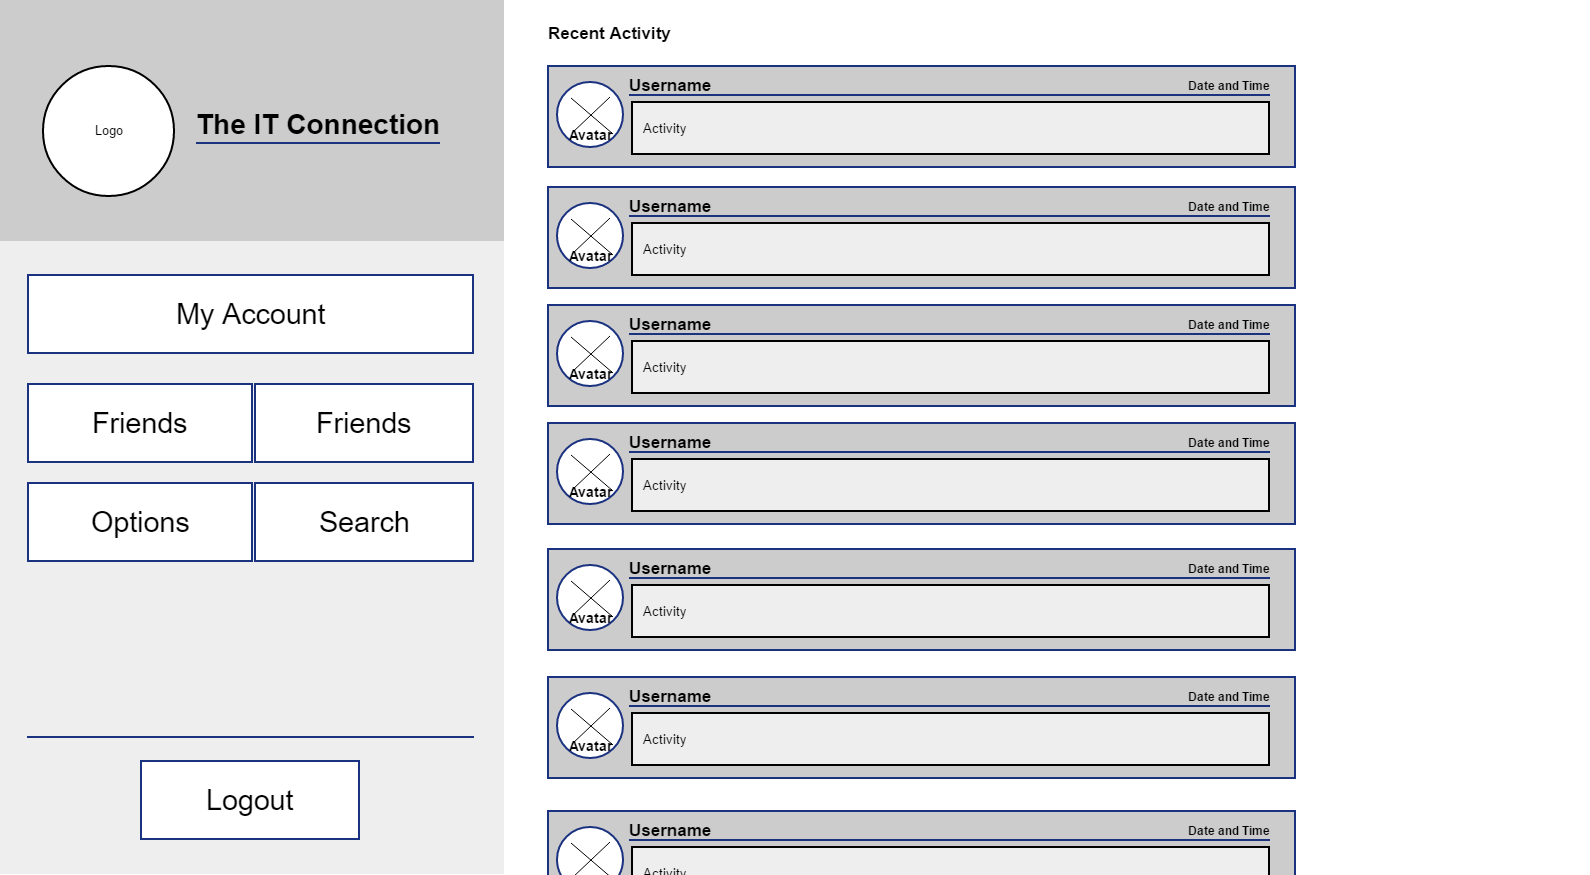 Logo
The IT Connection
My Account
Friends Friends
Options Search
Logout
Recent Activity
Username Date and Time
Avatar
Activity
Username Date and Time
Avatar
Activity
Username Date and Time
Avatar
Activity
Username Date and Time
Avatar
Activity
Username Date and Time
Avatar
Activity
Username Date and Time
Avatar
Activity
Username Date and Time
Activity